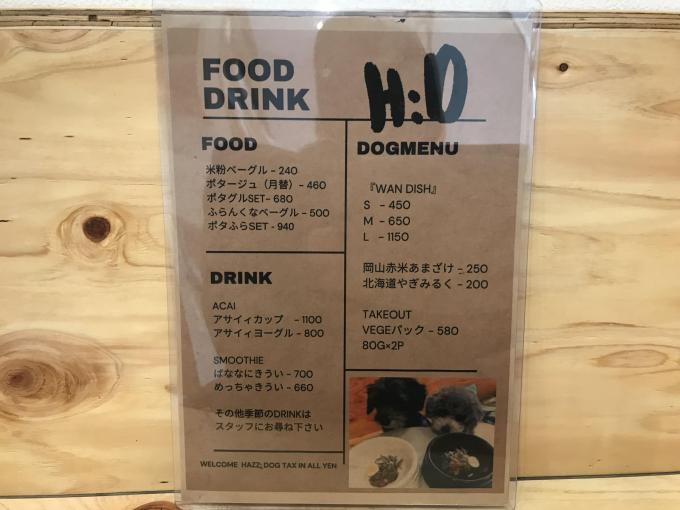 FOOD
DRINK
H:D
FOOD
米粉ベーグル – 240
ポタージュ（月替）– 460
ポタグルSET– 680
ふらんくなベーグル – 500
ポタふらSET - 940
DRINK
ACAI
アサイィカップ – 1100
アサイィヨーグル – 800
SMOOTHIE
ばななにきうい – 700
めっちゃきうい – 660
その他季節のDRINKは
スタッフにお尋ね下さい
WELCOME HAZZ;DOG TAX IN ALL YEN
DOGMENU
『WAN DISH』
S – 450
M – 650
L – 1150
岡山赤米あまざけ – 250
北海道やぎみるく – 200
TAKEOUT
VEGEパック – 580
80G×2P